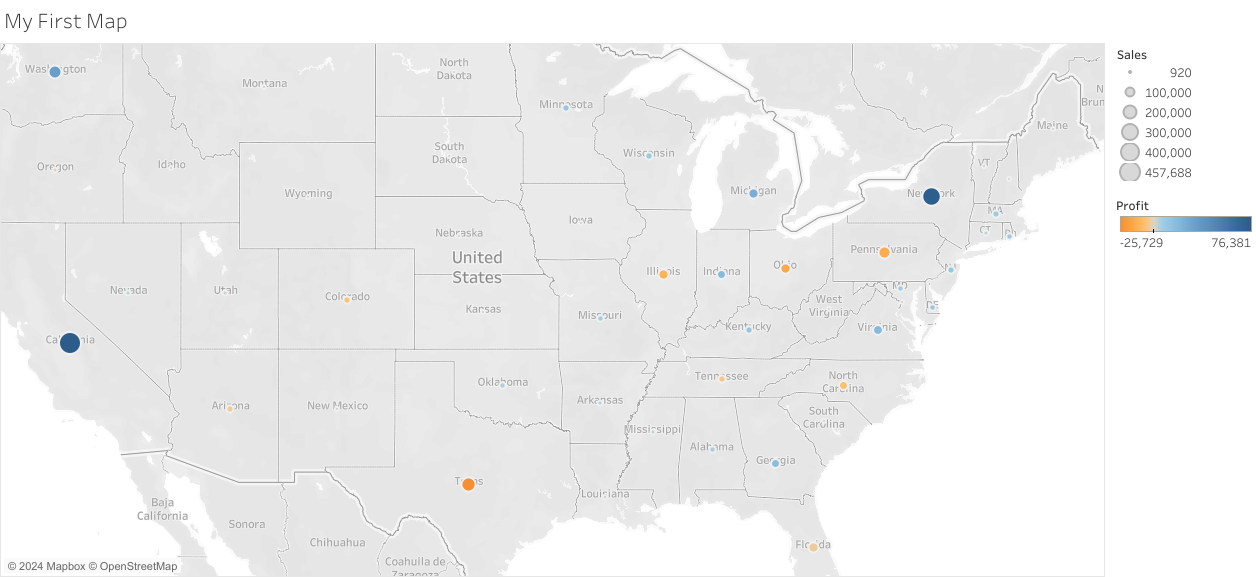 My First Map
Sales
920
100,000
200,000
300,000
400,000
457,688
Profit
-25,729 76,381
Washington
Montana
North
Dakota
Minnesota
Maine
Oregon
Idaho
South
Dakota
Wisconsin
VT
Wyoming
Michigan
New York
MA
Iowa
Nebraska
CT
RI
United
States
Pennsylvania
Nevada
Utah
Colorado
Illinois
Indiana
Ohio
NJ
MD
Kansas
Missouri
West
Virginia
DE
California
Kentucky
Virginia
Oklahoma
Tennessee
North
Carolina
Arizona
New Mexico
Arkansas
South
Carolina
Mississippi
Alabama
Georgia
Texas
Louisiana
Baja
California
Sonora
Chihuahua
Florida
Coahuila de
Zaragoza
© 2024 Mapbox © OpenStreetMap